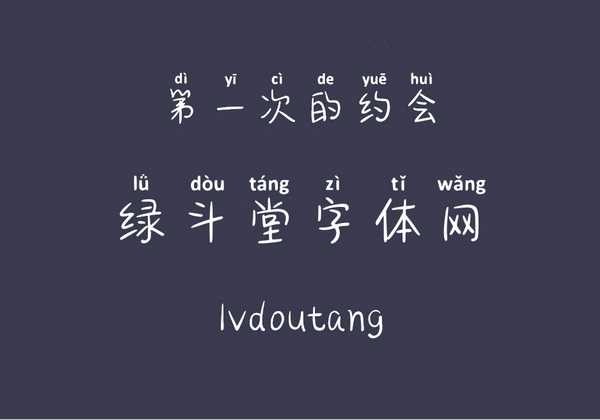 dì yī cì de yuē huì
第一次的约会
lǜ dòu táng zì tǐ wǎng
绿斗堂字体网
lvdoutang